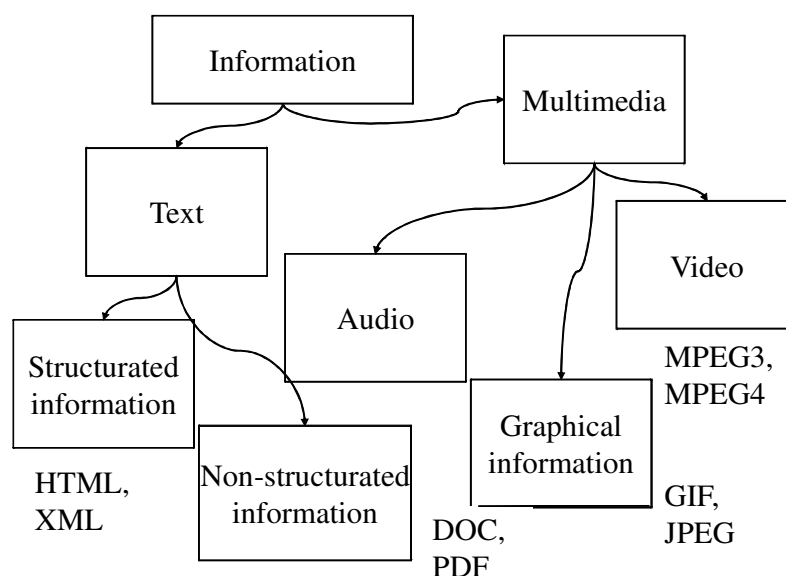 Information
Multimedia
Text
Video
Audio
MPEG3,
MPEG4
Structurated
information
Graphical
information
HTML,
XML
Non-structurated
information
GIF,
JPEG
DOC,
PDF